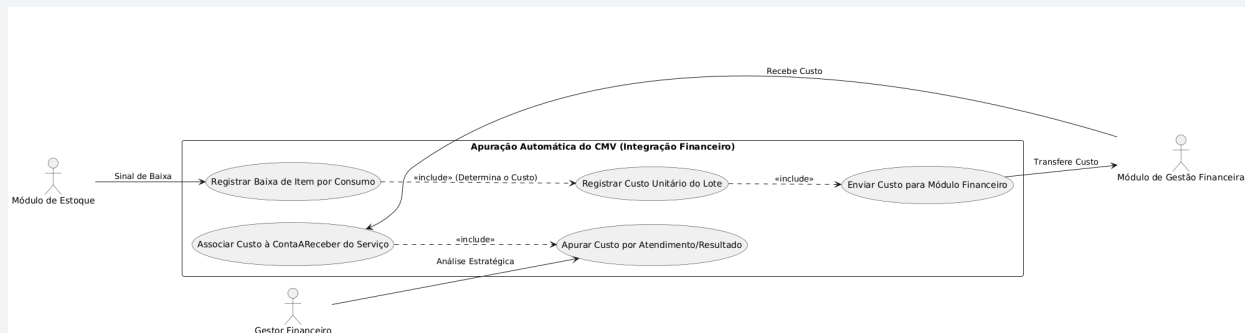 Recebe Custo
Apuração Automática do CMV (Integração Financeiro)
Transfere Custo
Sinal de Baixa
Registrar Baixa de Item por Consumo
«include» (Determina o Custo)
Registrar Custo Unitário do Lote
«include»
Enviar Custo para Módulo Financeiro
Módulo de Gestão Financeira
Módulo de Estoque
Associar Custo à ContaAReceber do Serviço
«include»
Apurar Custo por Atendimento/Resultado
Análise Estratégica
Gestor Financeiro